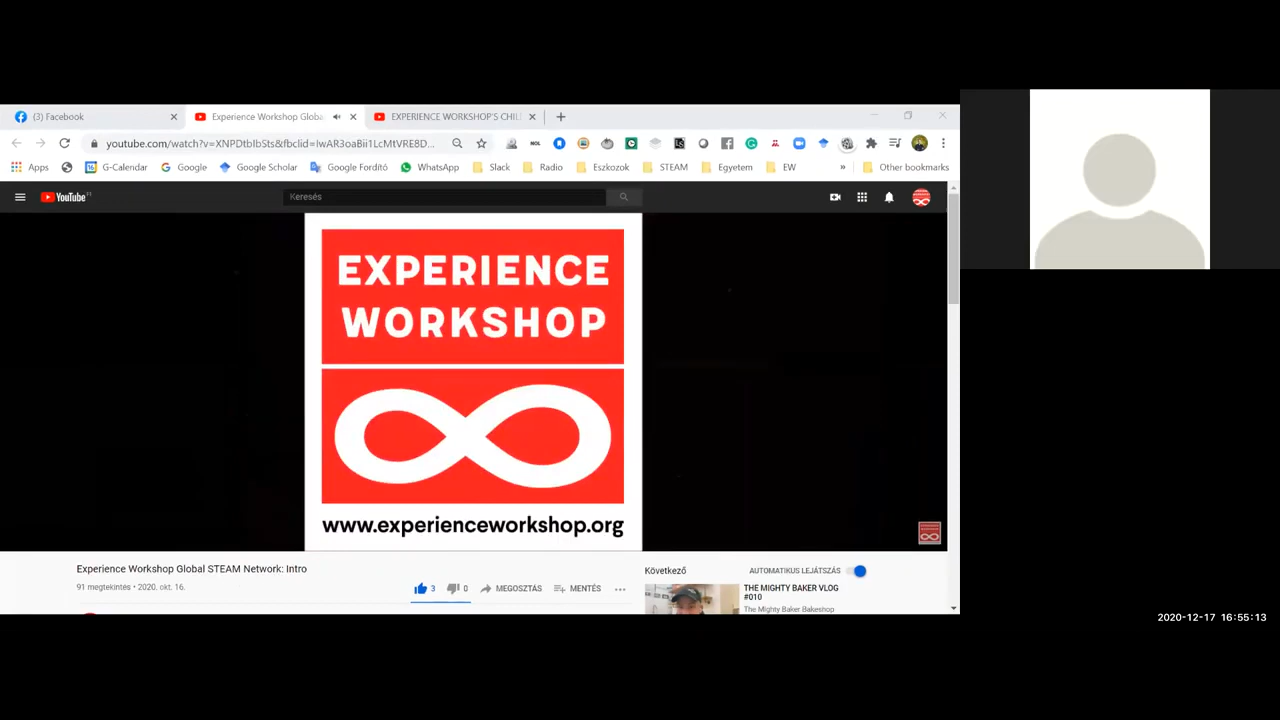 (3) Facebook
Experience Workshop Globa
EXPERIENCE WORKSHOP'S CHIL
youtube.com/watch?v=XNPDtbIbSts&fbclid=IwAR3oaBii1LcMtVRE8D...
Apps
G-Calendar
Google
Google Scholar
Google Fordító
WhatsApp
Slack
Radio
Eszkozok
STEAM
Egyetem
EW
»
Other bookmarks
YouTube
Keresés
EXPERIENCE
WORKSHOP
www.experienceworkshop.org
Experience Workshop Global STEAM Network: Intro
91 megtekintés • 2020. okt. 16.
3
0
MEGOSZTÁS
MENTÉS
Következő
AUTOMATIKUS LEJÁTSZÁS
THE MIGHTY BAKER VLOG
#010
The Mighty Baker Bakeshop
2020-12-17 16:55:13